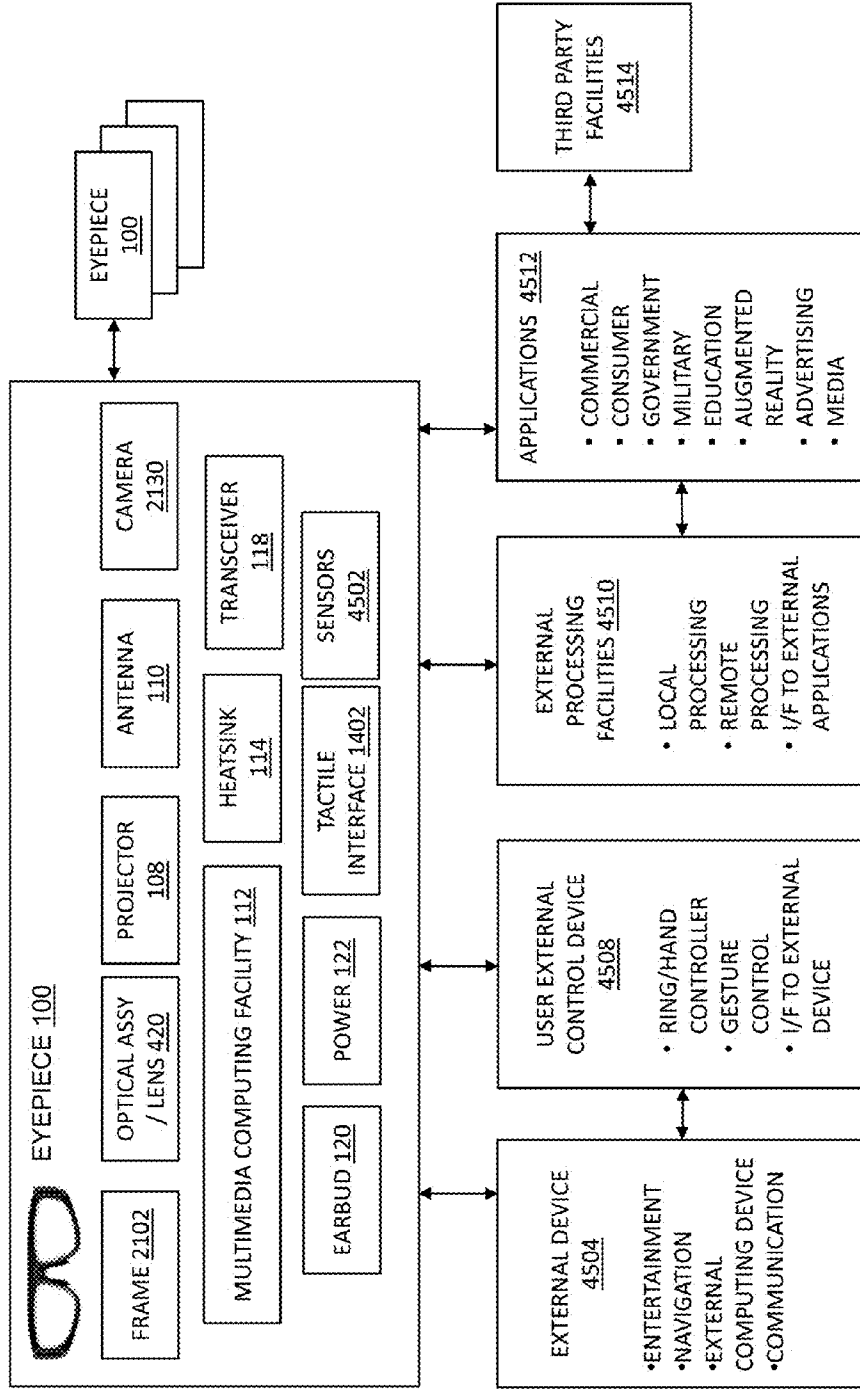 EYEPIECE 100
FRAME 2102
OPTICAL ASSY
/ LENS 420
PROJECTOR
108
ANTENNA
110
CAMERA
2130
MULTIMEDIA COMPUTING FACILITY 112
HEATSINK
114
TRANSCEIVER
118
EARBUD 120
POWER 122
TACTILE
INTERFACE 1402
SENSORS
4502
EYEPIECE
100
EXTERNAL DEVICE
4504
•ENTERTAINMENT
•NAVIGATION
•EXTERNAL
COMPUTING DEVICE
•COMMUNICATION
USER EXTERNAL
CONTROL DEVICE
4508
• RING/HAND
CONTROLLER
• GESTURE
CONTROL
• I/F TO EXTERNAL
DEVICE
EXTERNAL
PROCESSING
FACILITIES 4510
• LOCAL
PROCESSING
• REMOTE
PROCESSING
• I/F TO EXTERNAL
APPLICATIONS
APPLICATIONS 4512
• COMMERCIAL
• CONSUMER
• GOVERNMENT
• MILITARY
• EDUCATION
• AUGMENTED
REALITY
• ADVERTISING
• MEDIA
THIRD PARTY
FACILITIES
4514